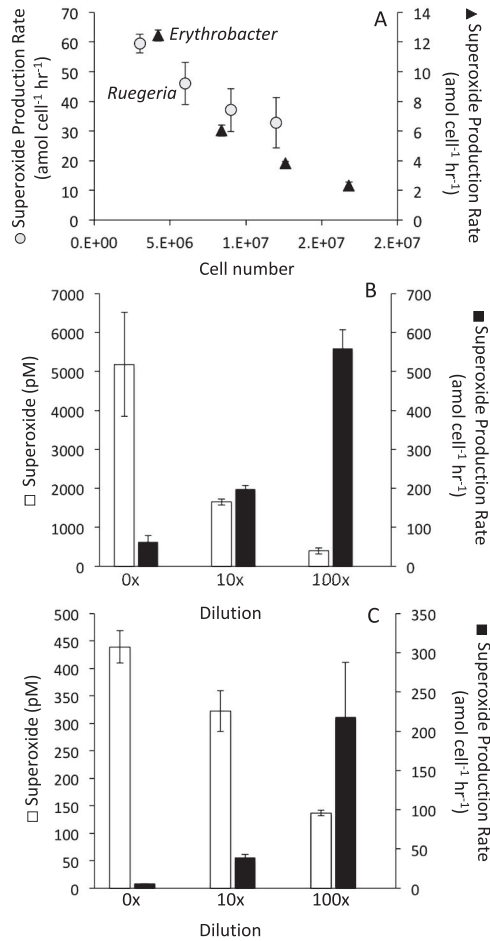 A
Superoxide Production Rate
(amol cell-1 hr-1)
70
60
50
40
30
20
10
0
Erythrobacter
Ruegeria
14
12
10
8
6
4
2
0
Superoxide Production Rate
(amol cell-1 hr-1)
0.E+00 5.E+06 1.E+07 2.E+07 2.E+07
Cell number
B
Superoxide (pM)
7000
6000
5000
4000
3000
2000
1000
0
700
600
500
400
300
200
100
0
Superoxide Production Rate
(amol cell-1 hr-1)
0x 10x 100x
Dilution
C
Superoxide (pM)
500
450
400
350
300
250
200
150
100
50
0
350
300
250
200
150
100
50
0
Superoxide Production Rate
(amol cell-1 hr-1)
0x 10x 100x
Dilution